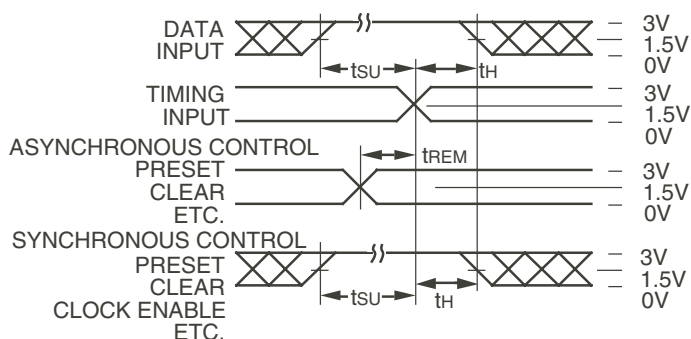 DATA
INPUT
3V
1.5V
0V
tSU
tH
TIMING
INPUT
3V
1.5V
0V
ASYNCHRONOUS CONTROL
PRESET
CLEAR
ETC.
tREM
3V
1.5V
0V
SYNCHRONOUS CONTROL
PRESET
CLEAR
CLOCK ENABLE
ETC.
tSU
tH
3V
1.5V
0V